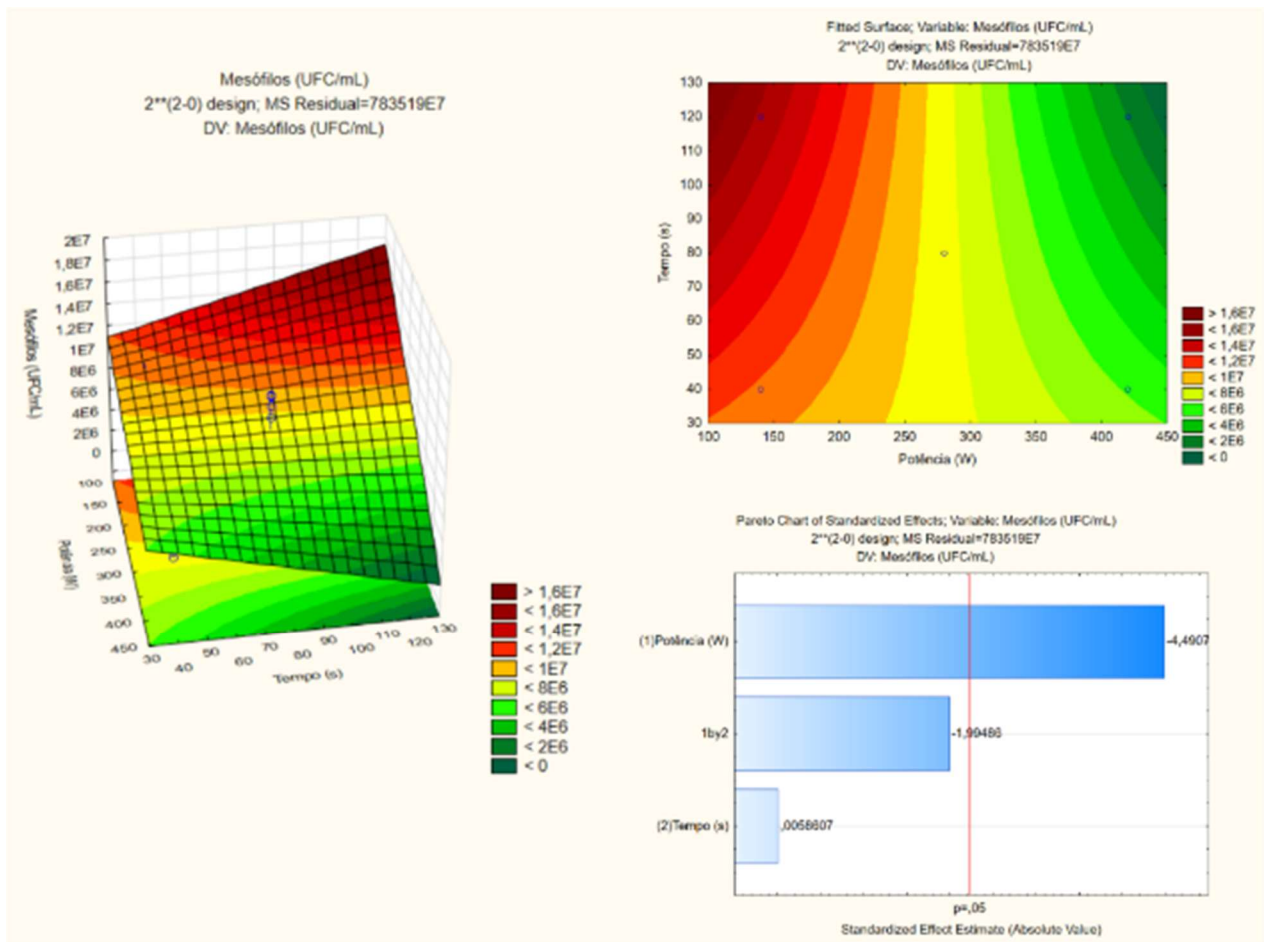 Mesófilos (UFC/mL)
2**(2-0) design; MS Residual=783519E7
DV: Mesófilos (UFC/mL)
2E7
1,8E7
1,6E7
1,4E7
1,2E7
1E7
8E6
6E6
4E6
2E6
0
Mesófilos (UFC/mL)
100
150
200
250
300
350
400
450
Potência (W)
30
40
50
60
70
80
90
100
110
120
130
Tempo (s)
> 1,6E7
< 1,6E7
< 1,4E7
< 1,2E7
< 1E7
< 8E6
< 6E6
< 4E6
< 2E6
< 0
Fitted Surface; Variable: Mesófilos (UFC/mL)
2**(2-0) design; MS Residual=783519E7
DV: Mesófilos (UFC/mL)
130
120
110
100
90
80
70
60
50
40
30
Tempo (s)
100 150 200 250 300 350 400 450
Potência (W)
> 1,6E7
< 1,6E7
< 1,4E7
< 1,2E7
< 1E7
< 8E6
< 6E6
< 4E6
< 2E6
< 0
Pareto Chart of Standardized Effects; Variable: Mesófilos (UFC/mL)
2**(2-0) design; MS Residual=783519E7
DV: Mesófilos (UFC/mL)
(1)Potência (W) -4,4907
1by2 -1,99486
(2)Tempo (s) ,0058607
p=,05
Standardized Effect Estimate (Absolute Value)